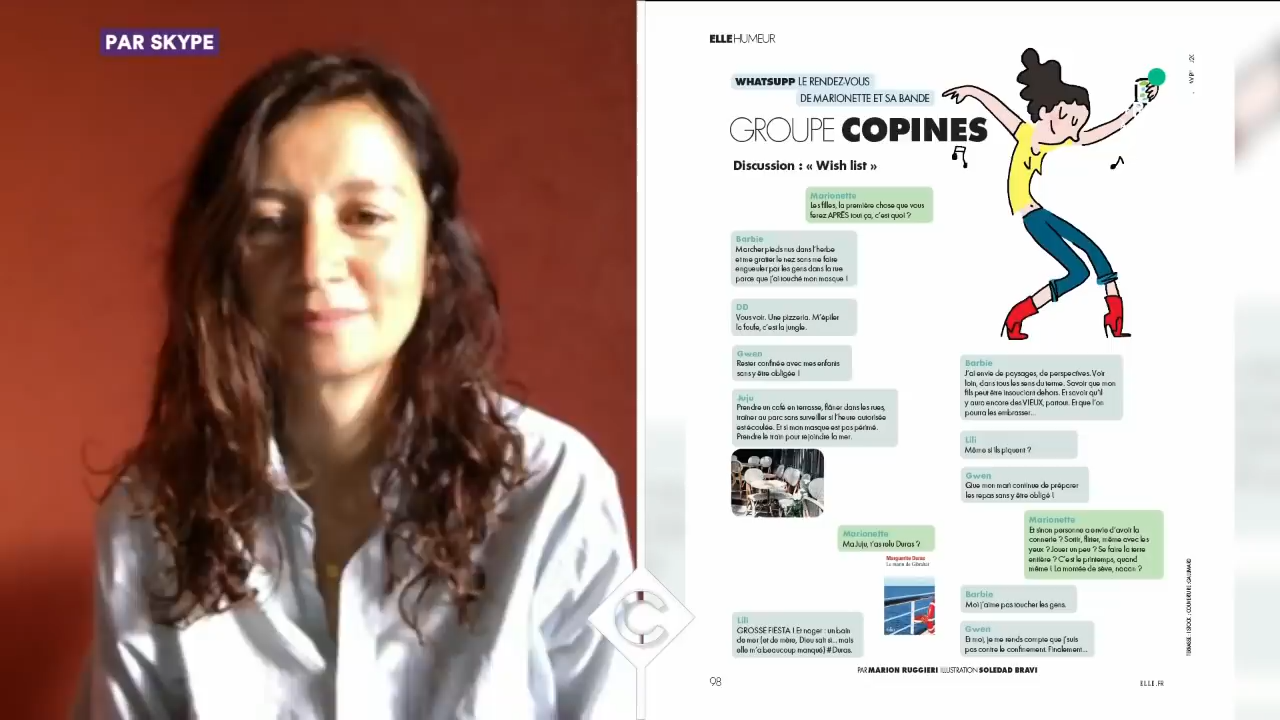 PAR SKYPE
ELLE HUMEUR
WHATSUPP LE RENDEZ-VOUS
DE MARIONETTE ET SA BANDE
GROUPE COPINES
Discussion : « Wish list »
Marionette
Les filles, la première chose que vous
ferez APRÈS tout ça, c'est quoi ?
Barbie
Marcher pieds nus dans l'herbe
et me gratter le nez sans me faire
engueuler par les gens dans la rue
parce que j'ai touché mon masque !
DD
Vous voir. Une pizzeria. M'épiler
la foufe, c'est la jungle.
Gwen
Rester confinée avec mes enfants
sans y être obligée !
Juju
Prendre un café en terrasse, flâner dans les rues,
traîner au parc sans surveiller si l'heure autorisée
est écoulée. Et si mon masque est pas périmé.
Prendre le train pour rejoindre la mer.
Marionette
Ma Juju, t'as relu Duras ?
Marguerite Duras
Le marin de Gibraltar
Lili
GROSSE FIESTA ! Et nager : un bain
de mer (et de mère, Dieu sait si... mais
elle m'a beaucoup manqué) #Duras.
Barbie
J'ai envie de paysages, de perspectives. Voir
loin, dans tous les sens du terme. Savoir que mon
fils peut être insouciant dehors. Et savoir qu'il
y aura encore des VIEUX, partout. Et que l'on
pourra les embrasser...
Lili
Même si ils piquent ?
Gwen
Que mon mari continue de préparer
les repas sans y être obligé !
Marionette
Et sinon personne a envie d'avoir la
connerie ? Sortir, flirter, même avec les
yeux ? Jouer un peu ? Se faire la terre
entière ? C'est le printemps, quand
même ! La montée de sève, naaan ?
Barbie
Moi j'aime pas toucher les gens.
Gwen
Et moi, je me rends compte que j'suis
pas contre le confinement. Finalement...
PAR MARION RUGGIERI ILLUSTRATION SOLEDAD BRAVI
98
ELLE.FR
C